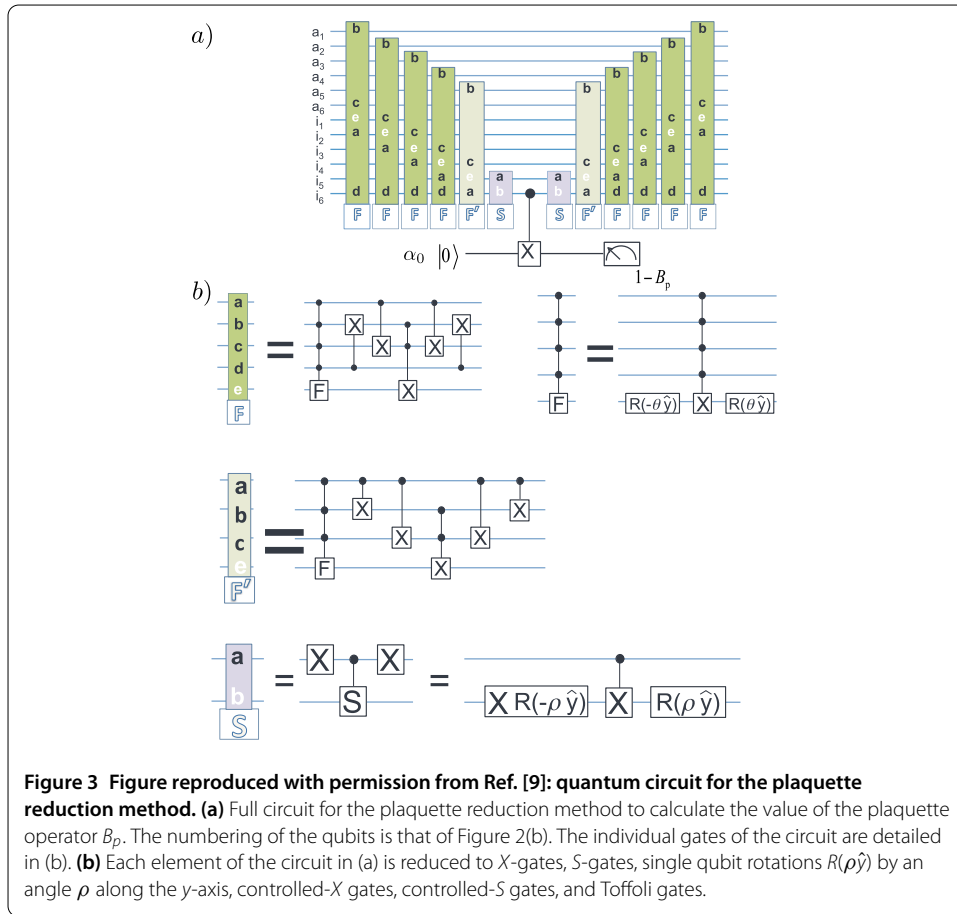 a)
a₁ b b
a₂ b b
a₃ b b
a₄ b b
a₅ b b
a₆ c c
i₁ e c c e
i₂ a e c c e a
i₃ a e c c e a
i₄ a e c c e a
i₅ a e a a e a
i₆ d d d d a b b a d d d d
F F F F F' S S F' F F F F
α₀ |0⟩ X
1−Bₚ
b)
a
b X X
c = X X =
d
e F X F R(-θ ŷ) X R(θ ŷ)
F
a
b X X
c = X X
e F X
F'
a X X
= =
b S X R(-ρ ŷ) X R(ρ ŷ)
S
Figure 3 Figure reproduced with permission from Ref. [9]: quantum circuit for the plaquette
reduction method. (a) Full circuit for the plaquette reduction method to calculate the value of the plaquette
operator Bₚ. The numbering of the qubits is that of Figure 2(b). The individual gates of the circuit are detailed
in (b). (b) Each element of the circuit in (a) is reduced to X-gates, S-gates, single qubit rotations R(ρŷ) by an
angle ρ along the y-axis, controlled-X gates, controlled-S gates, and Toffoli gates.